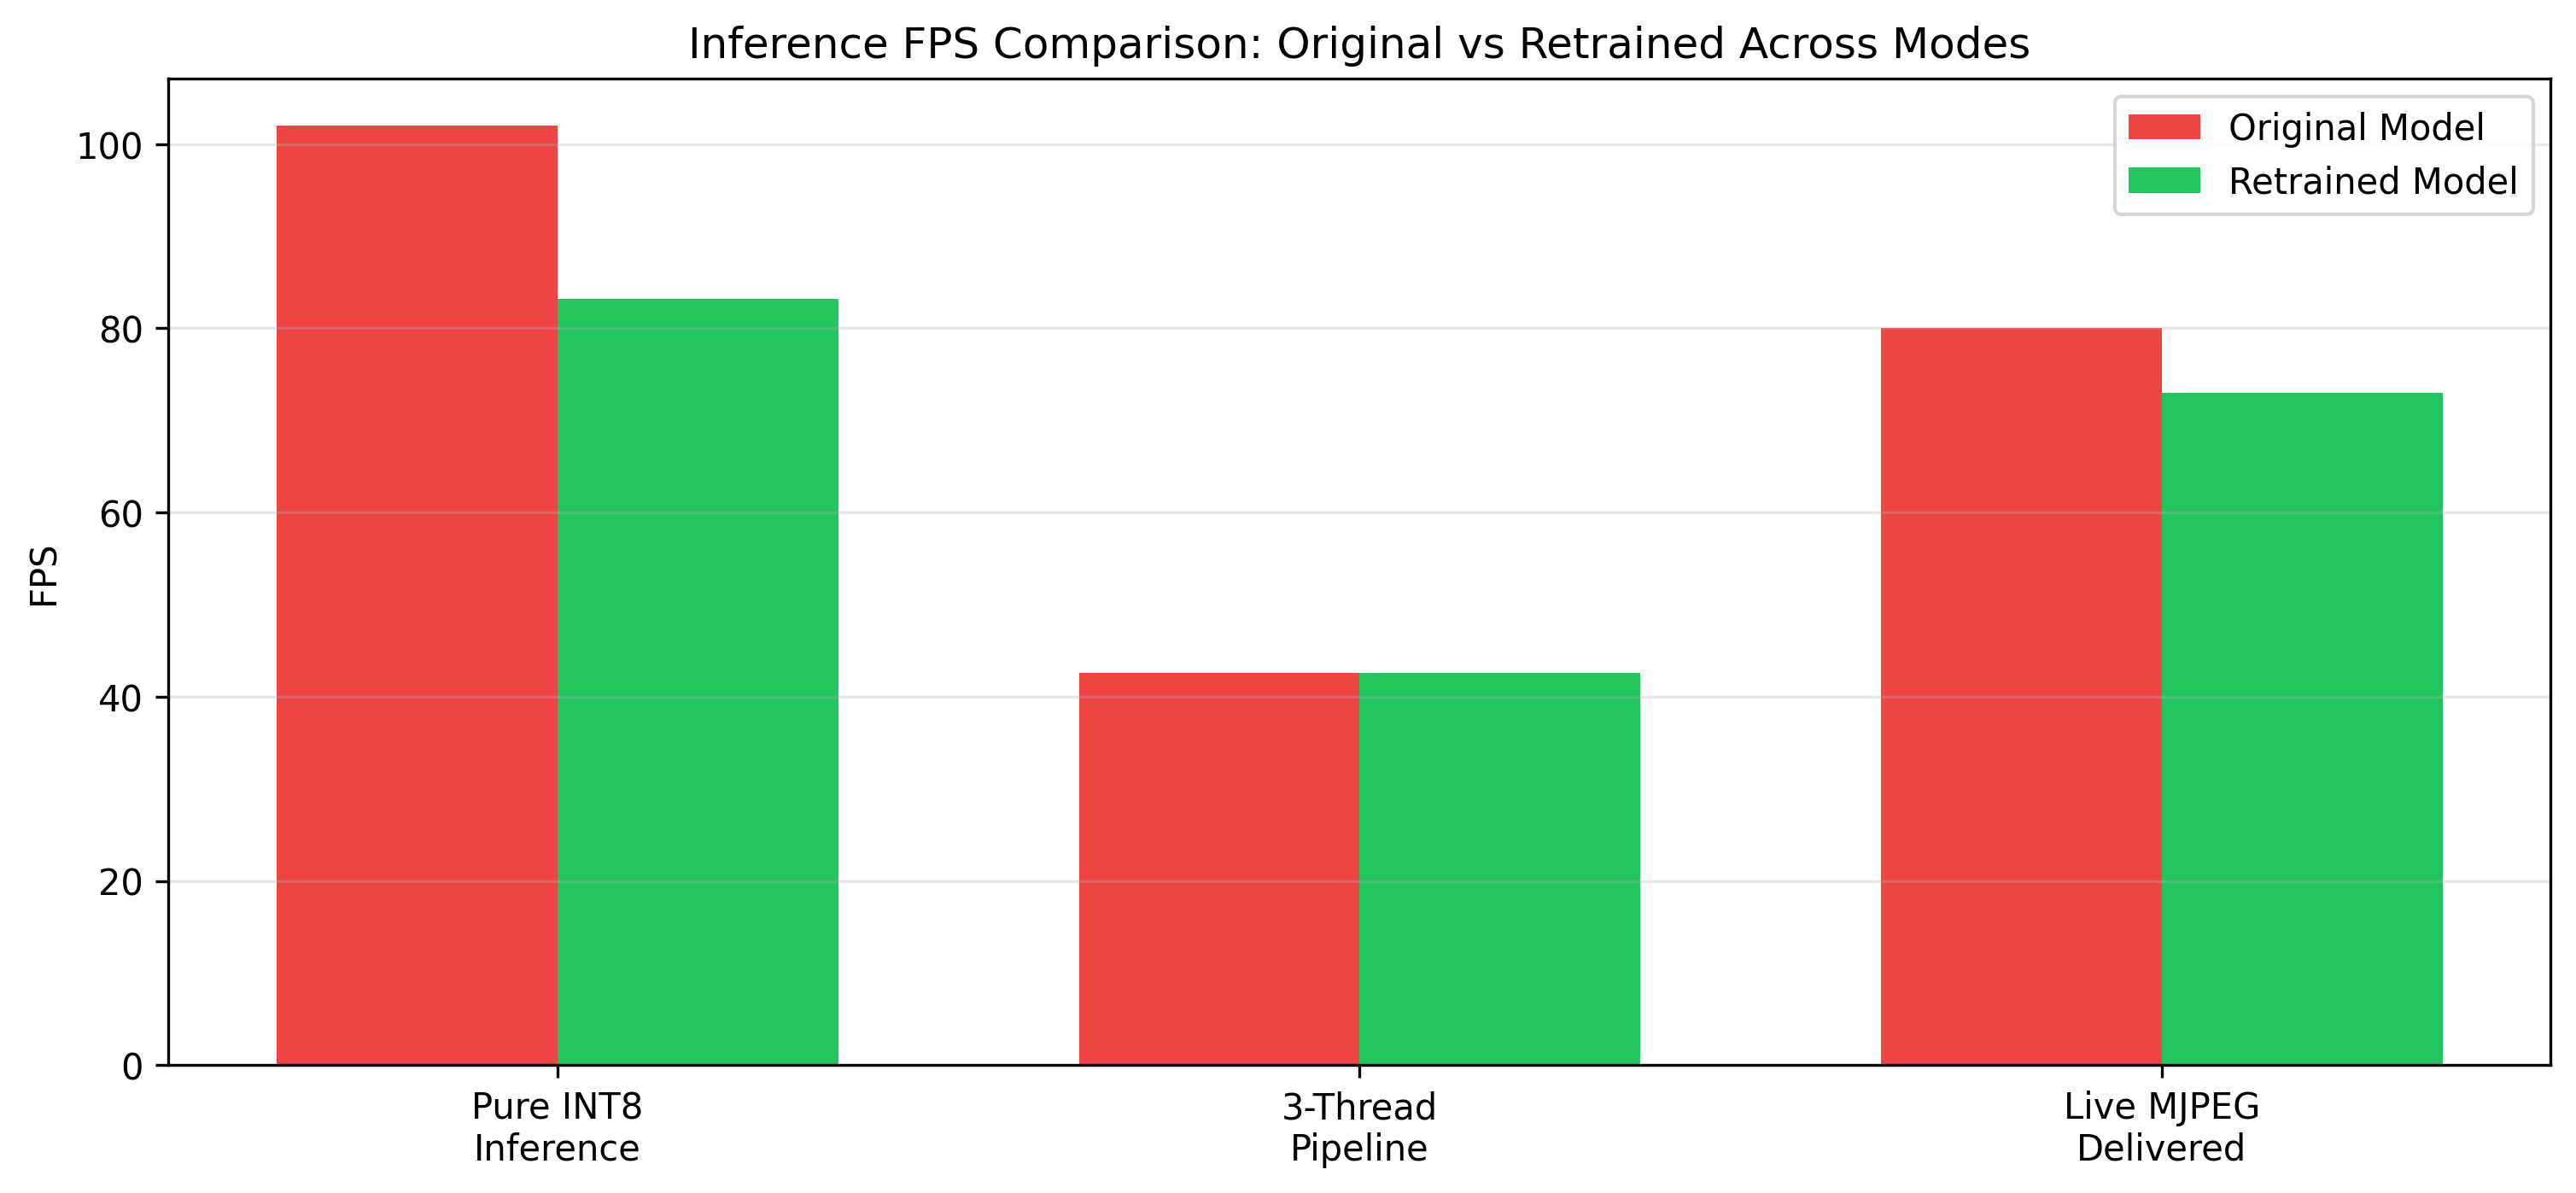 Inference FPS Comparison: Original vs Retrained Across Modes
Original Model
Retrained Model
100
80
60
40
20
0
FPS
Pure INT8
Inference
3-Thread
Pipeline
Live MJPEG
Delivered